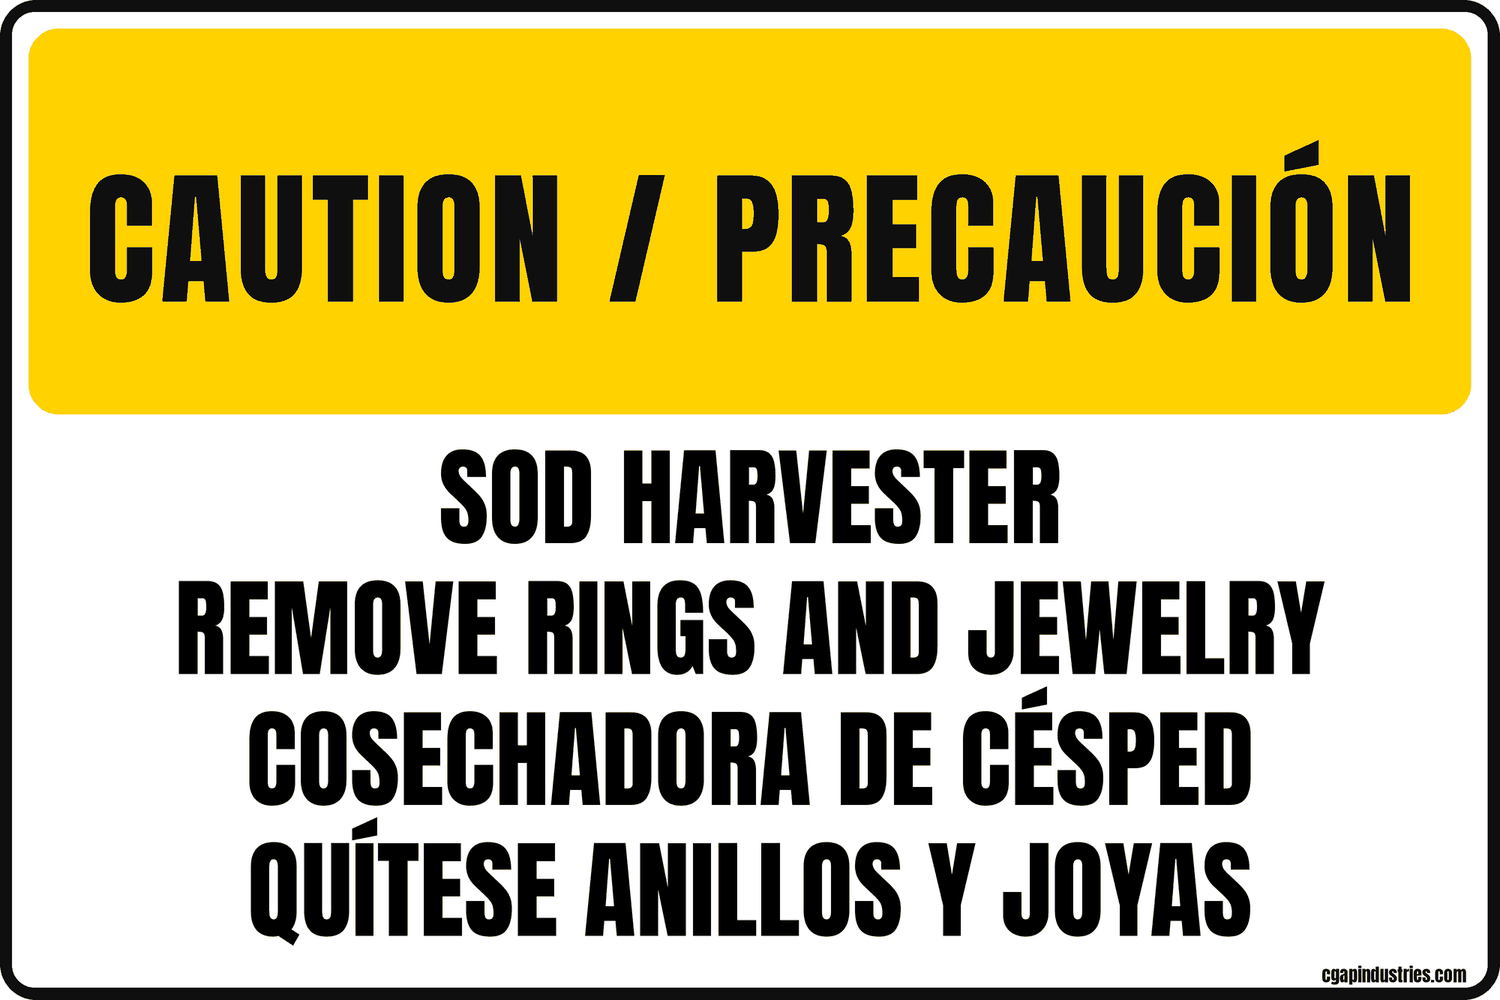 CAUTION / PRECAUCIÓN
SOD HARVESTER
REMOVE RINGS AND JEWELRY
COSECHADORA DE CÉSPED
QUÍTESE ANILLOS Y JOYAS
cgapindustries.com